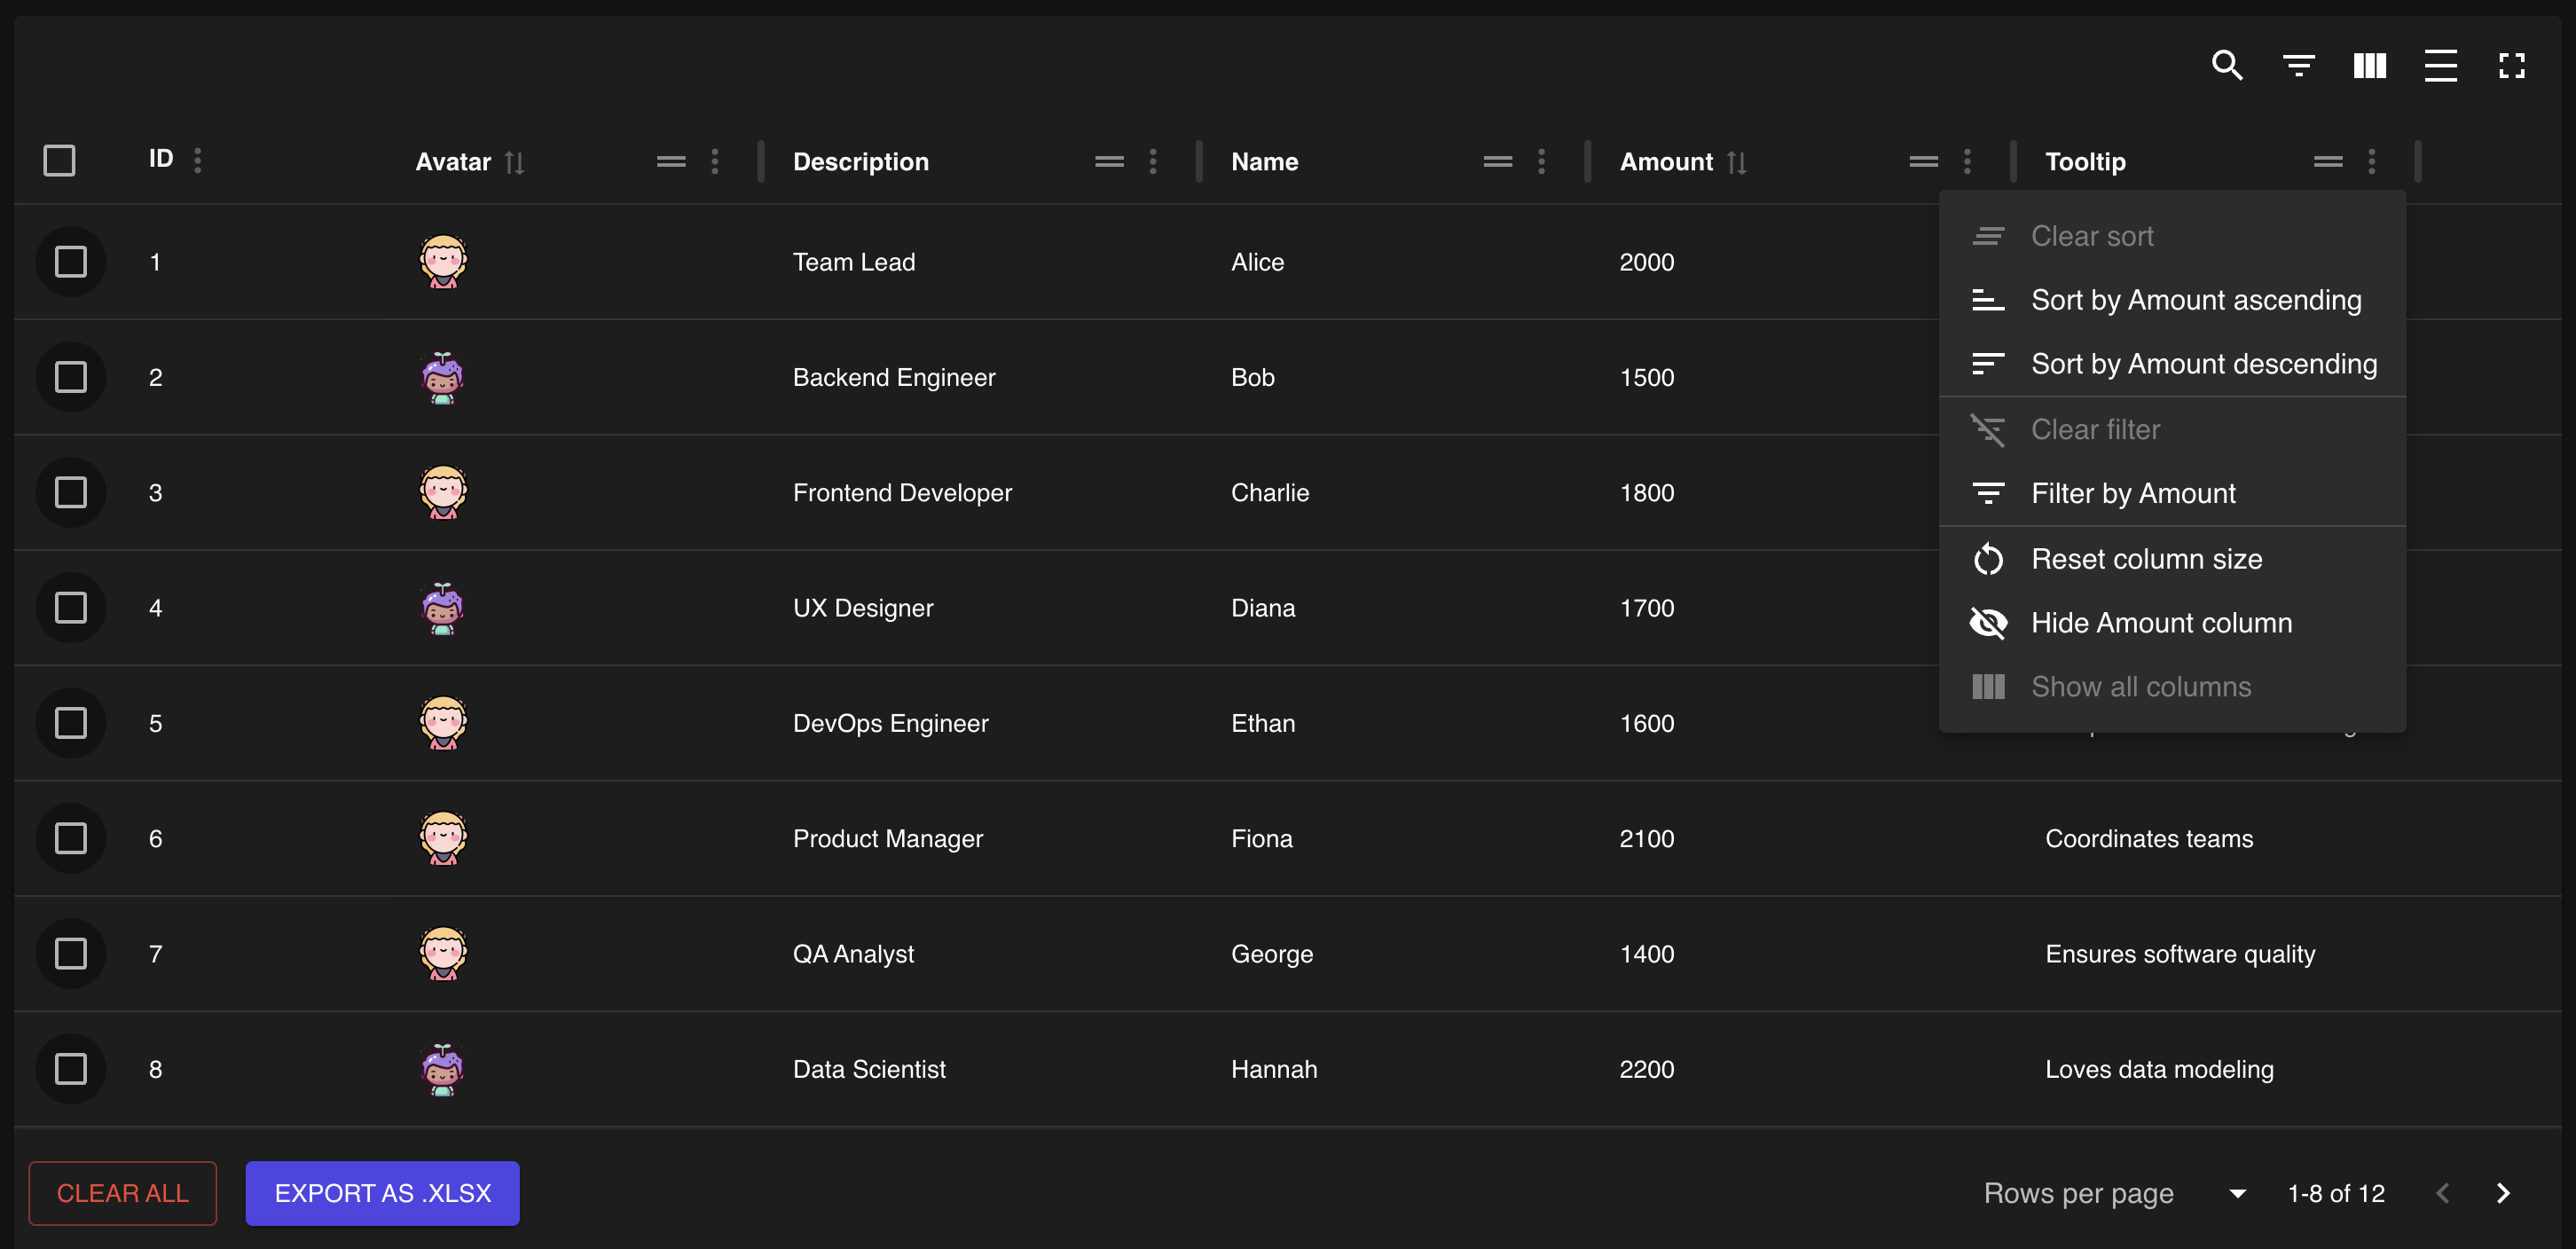 ID Avatar Description Name Amount Tooltip
1 Team Lead Alice 2000
2 Backend Engineer Bob 1500
3 Frontend Developer Charlie 1800
4 UX Designer Diana 1700
5 DevOps Engineer Ethan 1600
6 Product Manager Fiona 2100 Coordinates teams
7 QA Analyst George 1400 Ensures software quality
8 Data Scientist Hannah 2200 Loves data modeling
Clear sort
Sort by Amount ascending
Sort by Amount descending
Clear filter
Filter by Amount
Reset column size
Hide Amount column
Show all columns
CLEAR ALL EXPORT AS .XLSX Rows per page 1-8 of 12